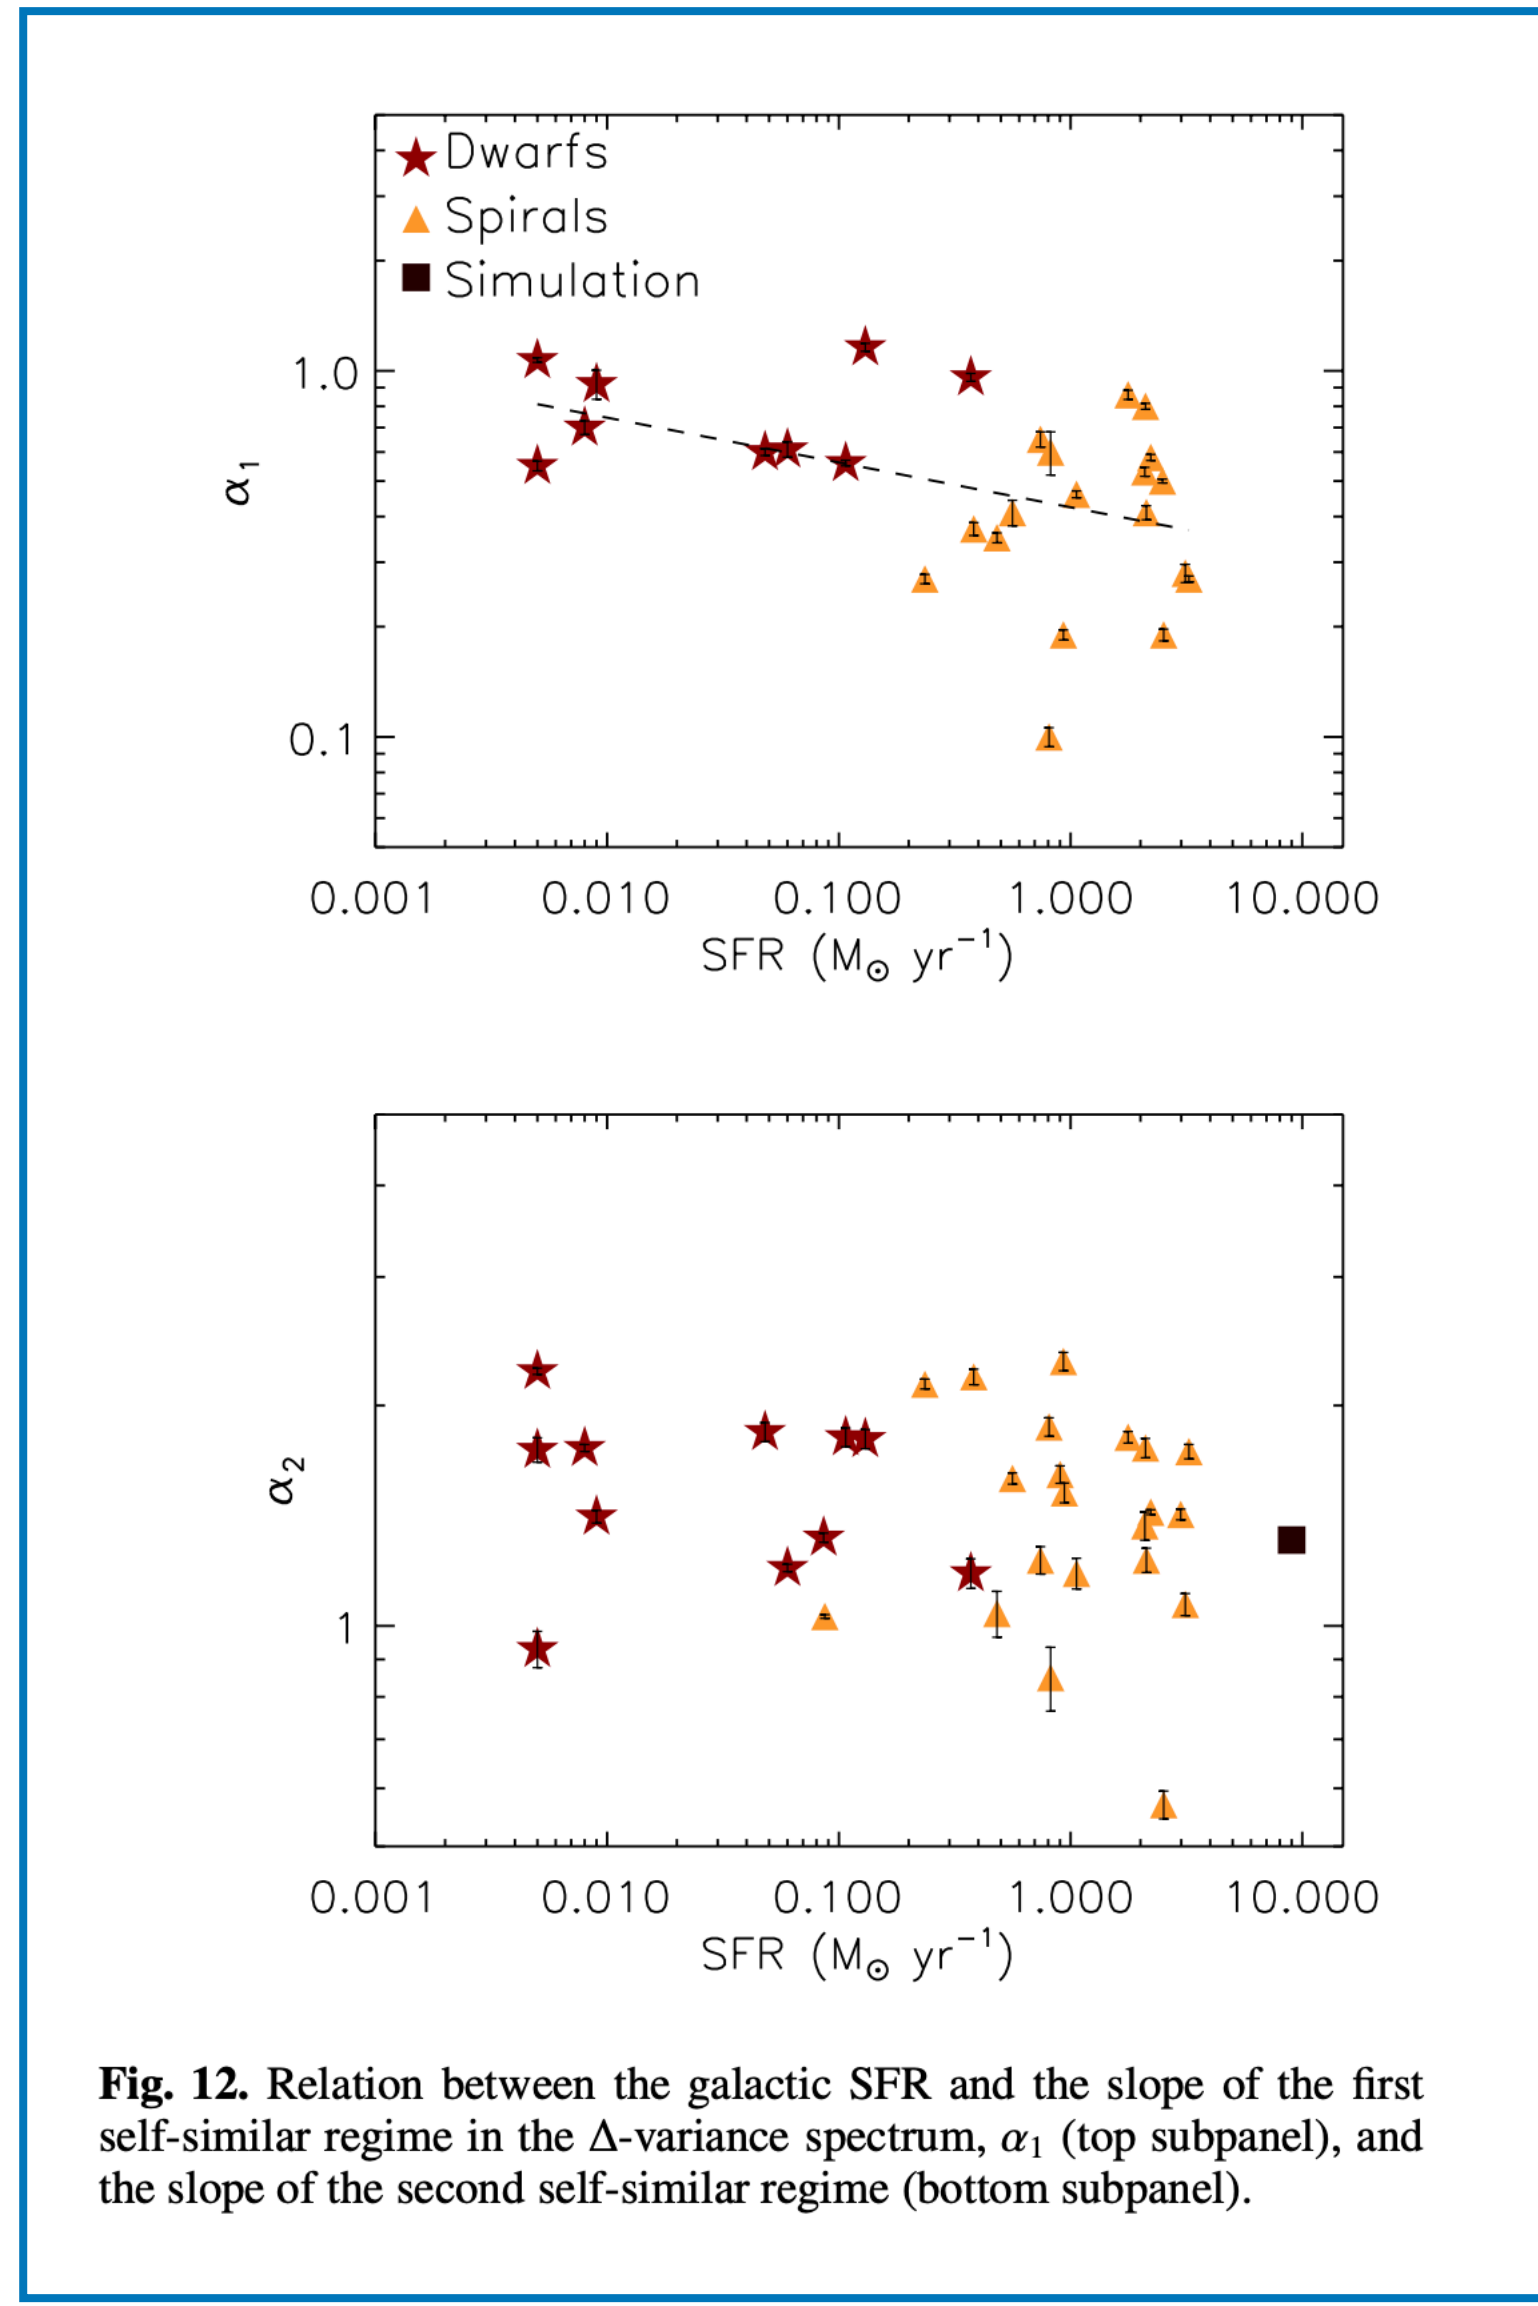 Dwarfs
Spirals
Simulation
1.0
0.1
α₁
0.001 0.010 0.100 1.000 10.000
SFR (M⊙ yr⁻¹)
1
α₂
0.001 0.010 0.100 1.000 10.000
SFR (M⊙ yr⁻¹)
Fig. 12. Relation between the galactic SFR and the slope of the first
self-similar regime in the Δ-variance spectrum, α₁ (top subpanel), and
the slope of the second self-similar regime (bottom subpanel).